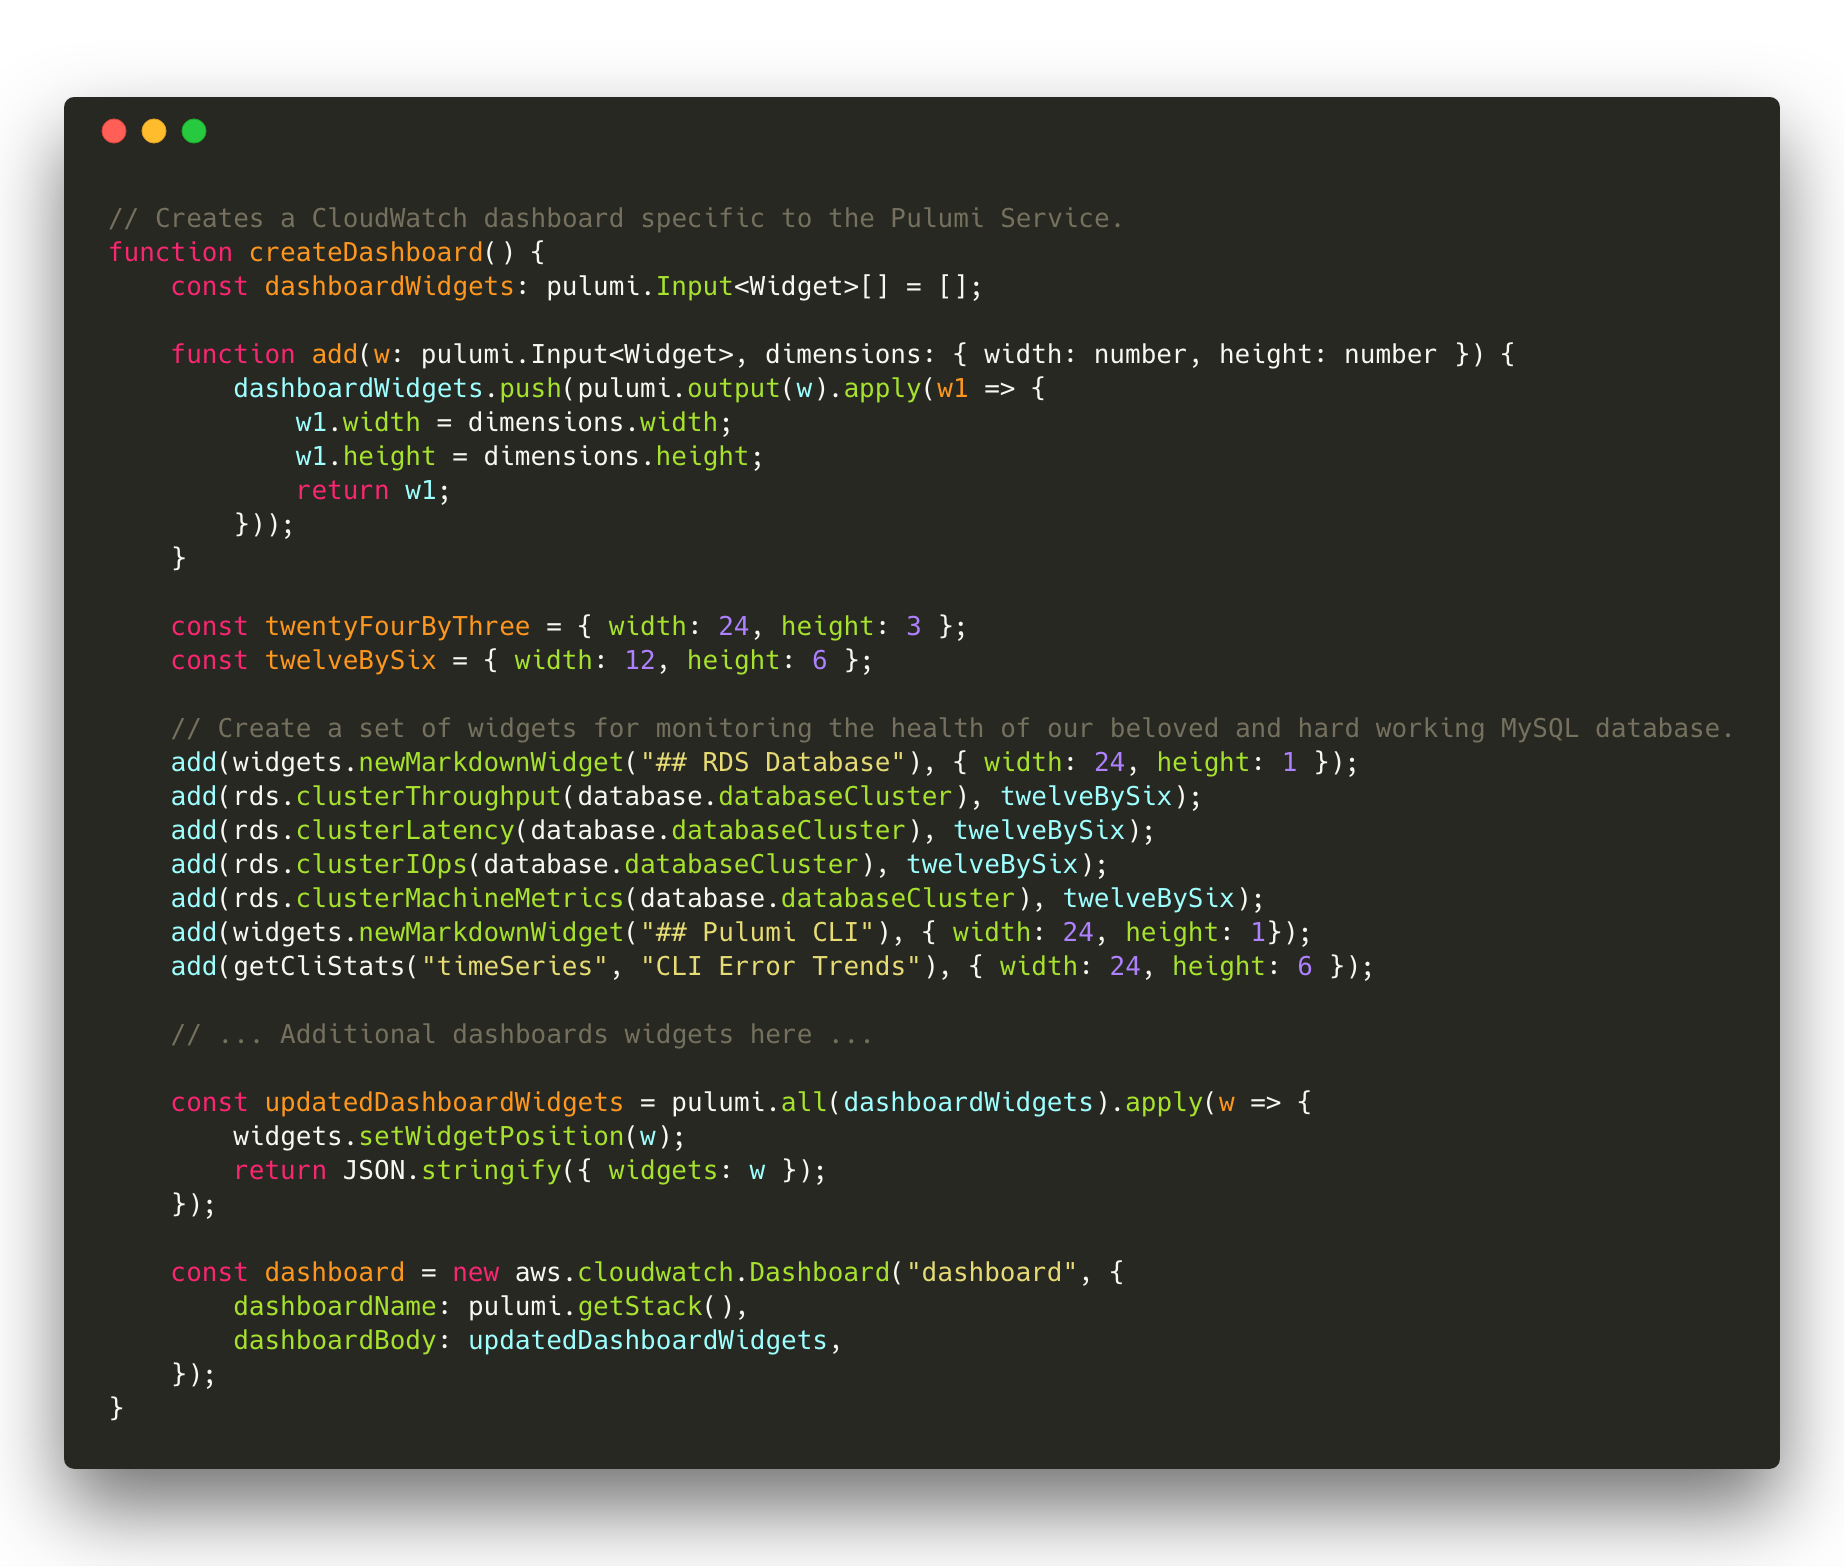 // Creates a CloudWatch dashboard specific to the Pulumi Service.
function createDashboard() {
    const dashboardWidgets: pulumi.Input<Widget>[] = [];

    function add(w: pulumi.Input<Widget>, dimensions: { width: number, height: number }) {
        dashboardWidgets.push(pulumi.output(w).apply(w1 => {
            w1.width = dimensions.width;
            w1.height = dimensions.height;
            return w1;
        }));
    }

    const twentyFourByThree = { width: 24, height: 3 };
    const twelveBySix = { width: 12, height: 6 };

    // Create a set of widgets for monitoring the health of our beloved and hard working MySQL database.
    add(widgets.newMarkdownWidget("## RDS Database"), { width: 24, height: 1 });
    add(rds.clusterThroughput(database.databaseCluster), twelveBySix);
    add(rds.clusterLatency(database.databaseCluster), twelveBySix);
    add(rds.clusterIOps(database.databaseCluster), twelveBySix);
    add(rds.clusterMachineMetrics(database.databaseCluster), twelveBySix);
    add(widgets.newMarkdownWidget("## Pulumi CLI"), { width: 24, height: 1});
    add(getCliStats("timeSeries", "CLI Error Trends"), { width: 24, height: 6 });

    // ... Additional dashboards widgets here ...

    const updatedDashboardWidgets = pulumi.all(dashboardWidgets).apply(w => {
        widgets.setWidgetPosition(w);
        return JSON.stringify({ widgets: w });
    });

    const dashboard = new aws.cloudwatch.Dashboard("dashboard", {
        dashboardName: pulumi.getStack(),
        dashboardBody: updatedDashboardWidgets,
    });
}